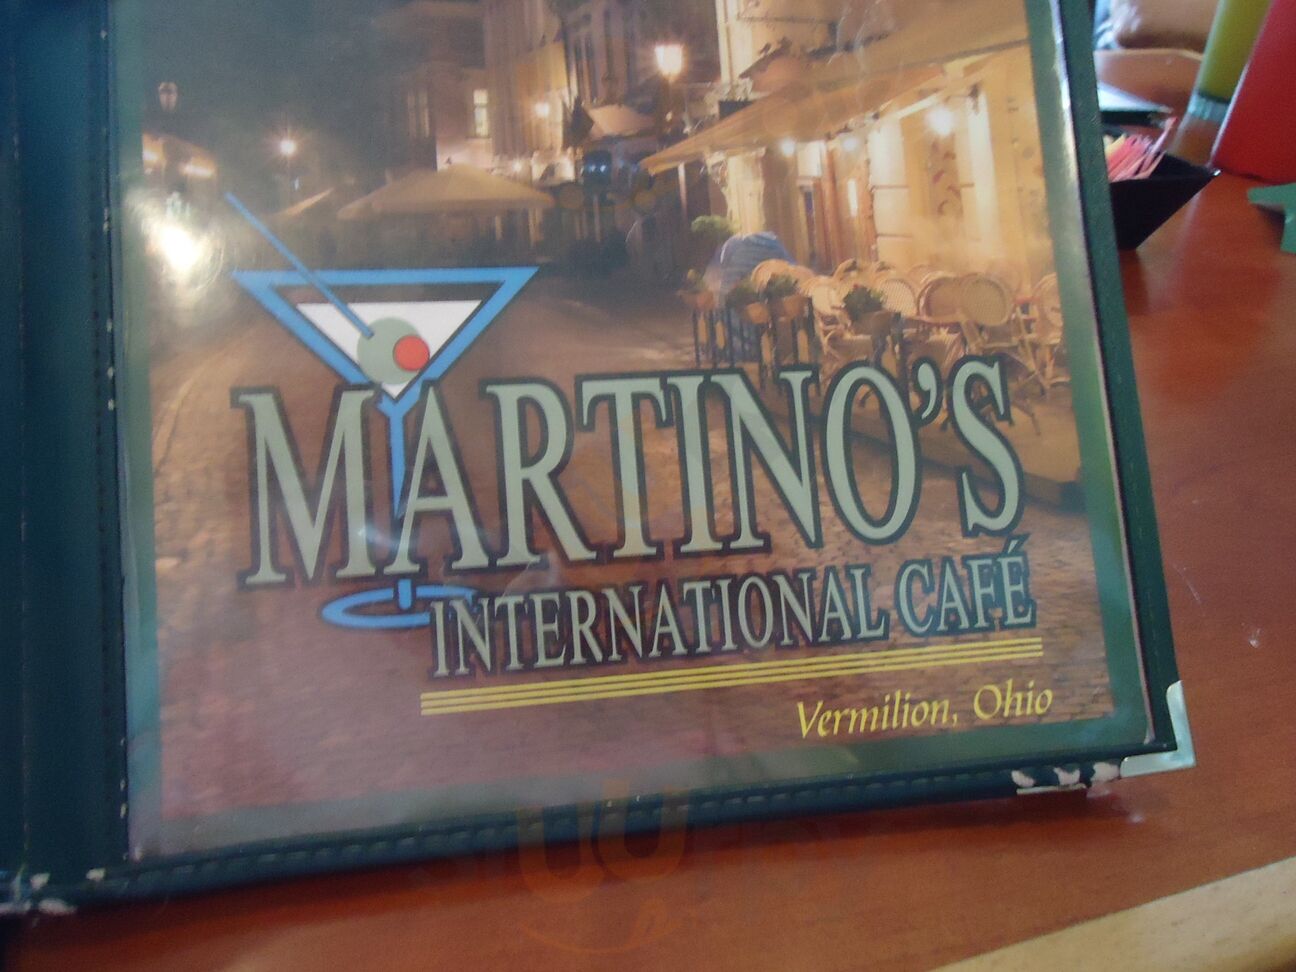 MARTINO'S
INTERNATIONAL CAFÉ
Vermilion, Ohio